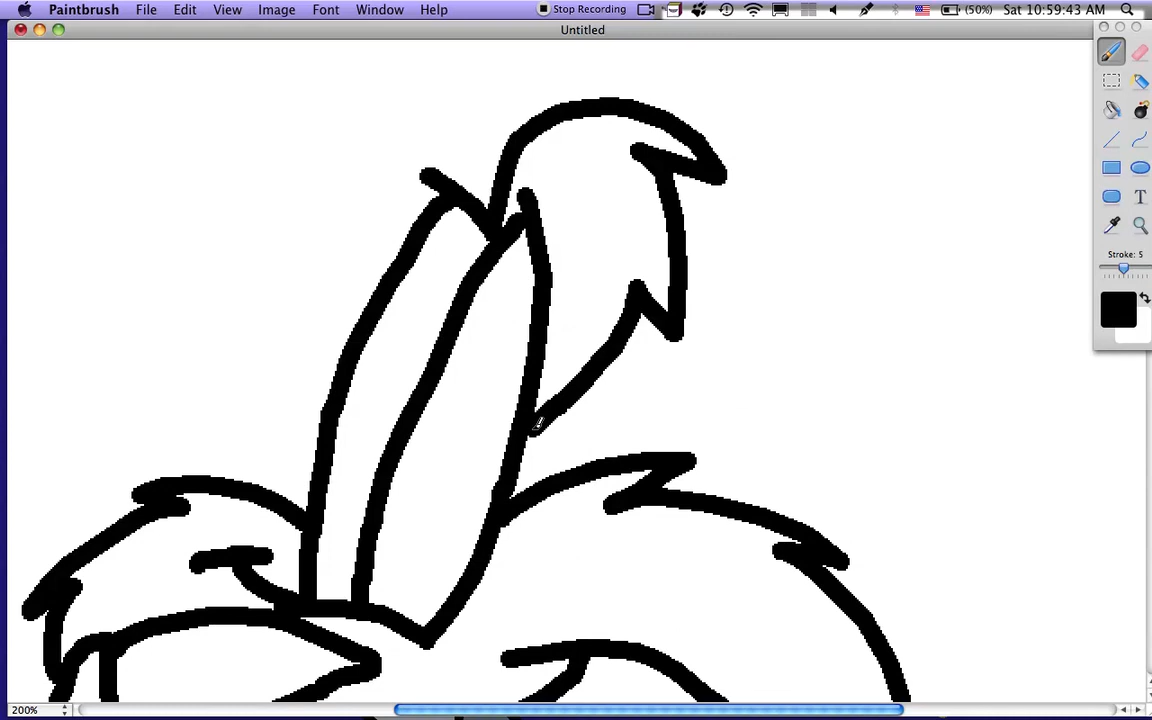 Paintbrush File Edit View Image Font Window Help Stop Recording (50%) Sat 10:59:43 AM
Untitled
Stroke: 5
200%